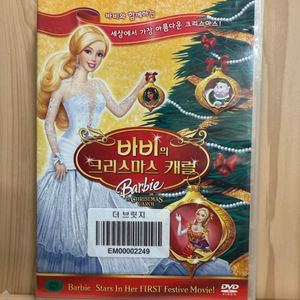 바비와 함께하는
세상에서 가장 아름다운 크리스마스!
바비의
크리스마스 캐럴
Barbie
CHRISTMAS
CAROL
더 브릿지
EM00002249
DVD
VIDEO
Barbie Stars In Her FIRST Festive Movie!